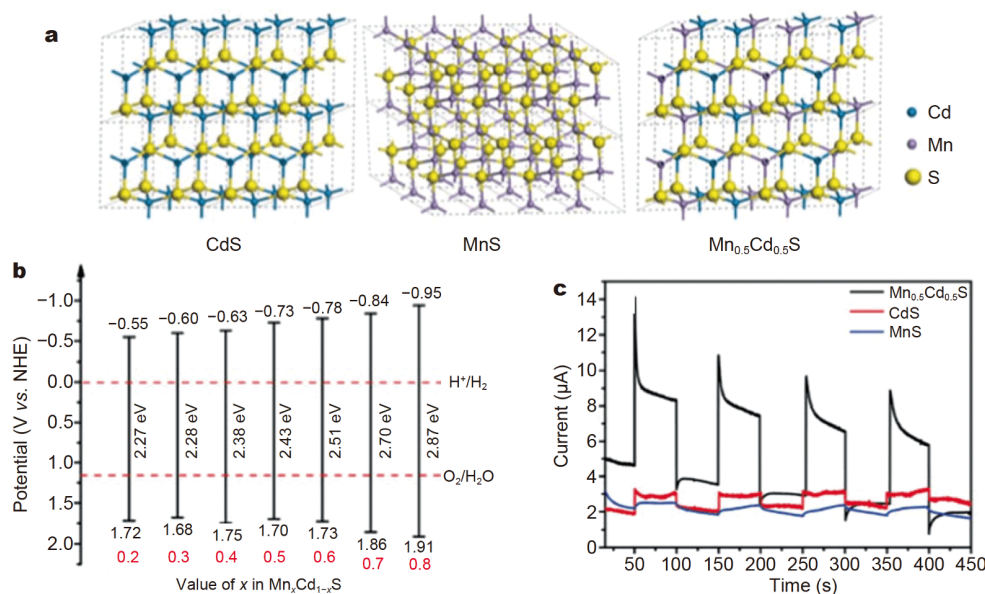 a
Cd
Mn
S
CdS
MnS
Mn₀.₅Cd₀.₅S
b
Potential (V vs. NHE)
−1.0
−0.5
0.0
0.5
1.0
1.5
2.0
−0.55
−0.60
−0.63
−0.73
−0.78
−0.84
−0.95
H⁺/H₂
2.27 eV
2.28 eV
2.38 eV
2.43 eV
2.51 eV
2.70 eV
2.87 eV
O₂/H₂O
1.72
1.68
1.75
1.70
1.73
1.86
1.91
0.2
0.3
0.4
0.5
0.6
0.7
0.8
Value of x in MnₓCd₁₋ₓS
c
Mn₀.₅Cd₀.₅S
CdS
MnS
Current (μA)
14
12
10
8
6
4
2
0
50 100 150 200 250 300 350 400 450
Time (s)